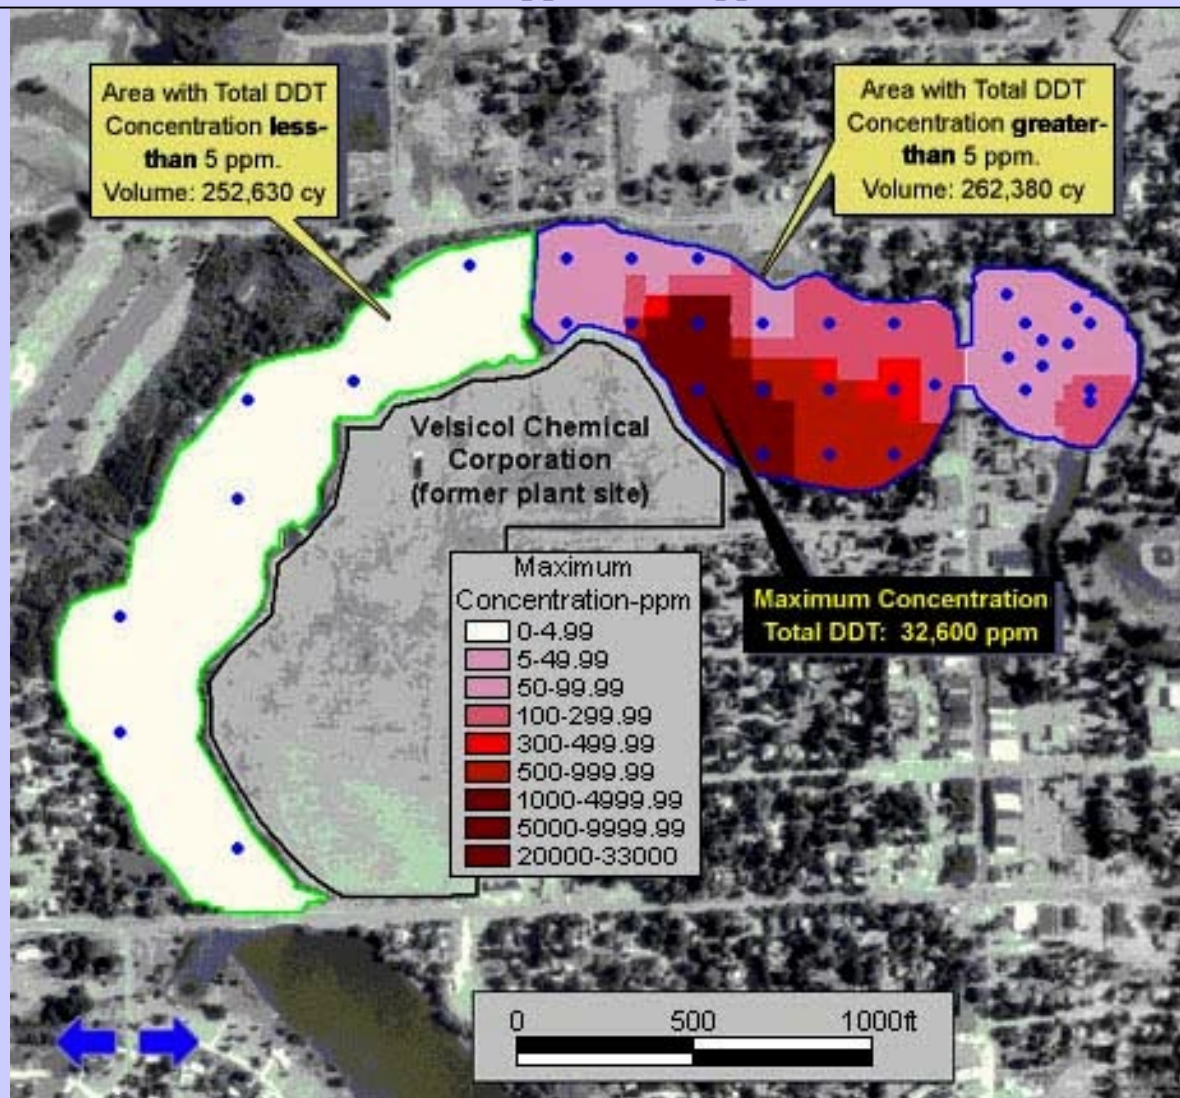 Area with Total DDT
Concentration less-
than 5 ppm.
Volume: 252,630 cy
Area with Total DDT
Concentration greater-
than 5 ppm.
Volume: 262,380 cy
Velsicol Chemical
Corporation
(former plant site)
Maximum
Concentration-ppm
0-4.99
5-49.99
50-99.99
100-299.99
300-499.99
500-999.99
1000-4999.99
5000-9999.99
20000-33000
Maximum Concentration
Total DDT: 32,600 ppm
0 500 1000ft